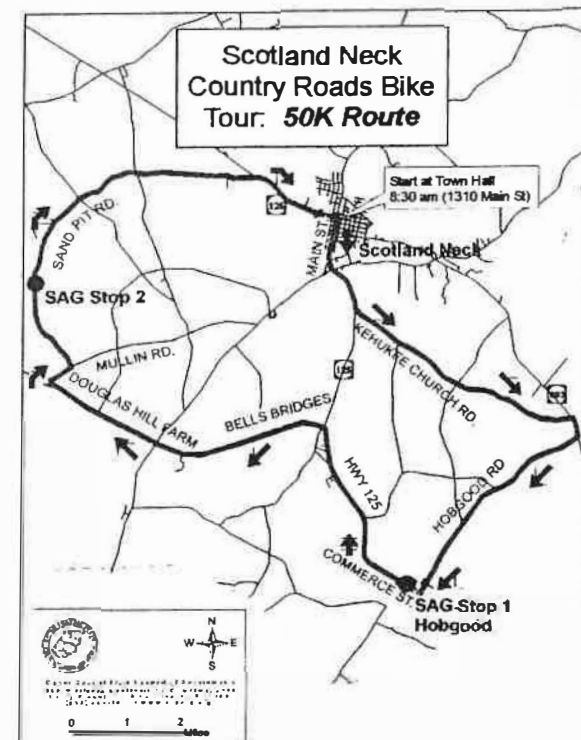 Scotland Neck
Country Roads Bike
Tour: 50K Route
Start at Town Hall
8:30 am (1310 Main St)
125
MAIN ST.
Scotland Neck
SAND PIT RD.
SAG Stop 2
MULLIN RD.
DOUGLAS HILL FARM
BELLS BRIDGES
125
KEHUKEE CHURCH RD.
HOBGOOD RD
HWY 125
COMMERCE ST.
SAG Stop 1
Hobgood
N
W E
S
0 1 2
Miles